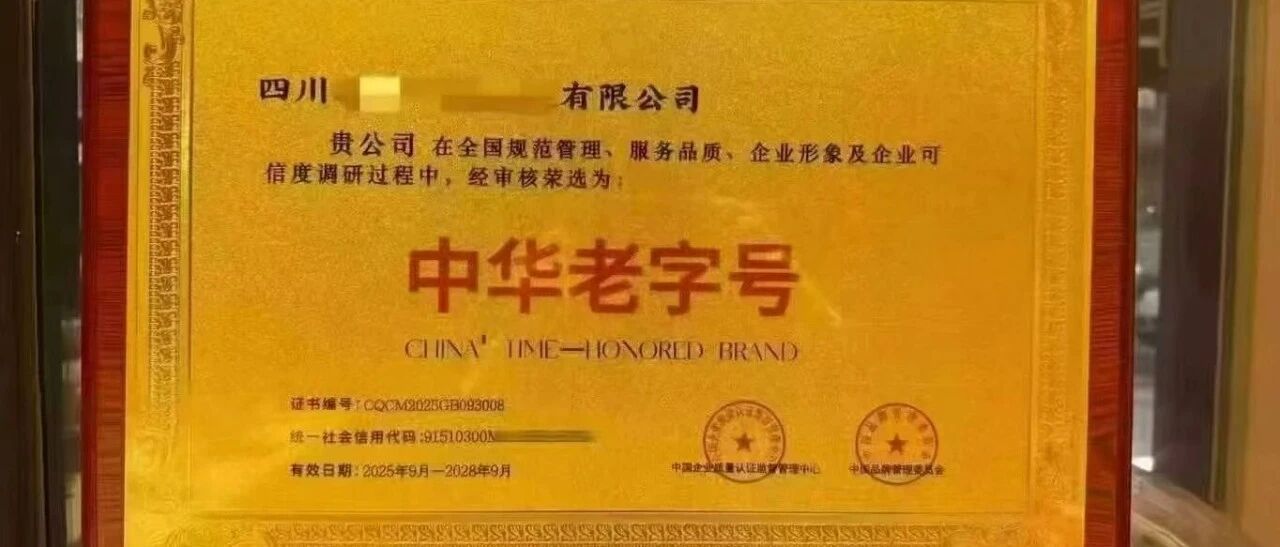 四川 有限公司
贵公司 在全国规范管理、服务品质、企业形象及企业可
信度调研过程中,经审核荣选为:
中华老字号
CHINA' TIME—HONORED BRAND
证书编号:CQCM2025GB093008
统一社会信用代码:91510300
有效日期:2025年9月—2028年9月
中国企业质量认证监督管理中心
中国品牌管理委员会